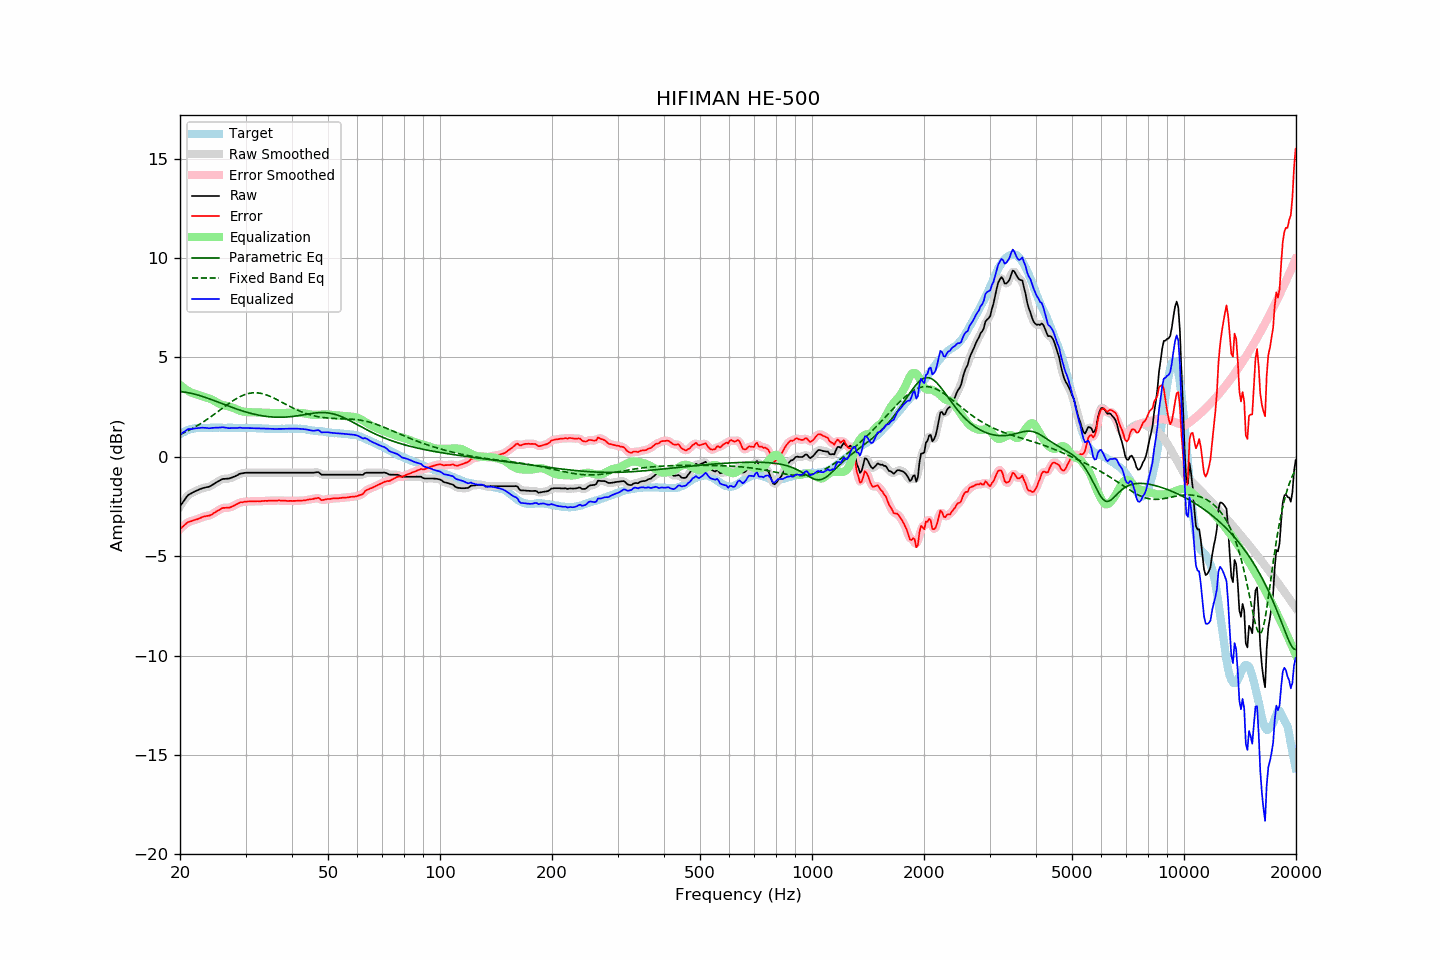 HIFIMAN HE-500
Target
Raw Smoothed
Error Smoothed
Raw
Error
Equalization
Parametric Eq
Fixed Band Eq
Equalized
15
10
5
0
−5
−10
−15
−20
Amplitude (dBr)
20 50 100 200 500 1000 2000 5000 10000 20000
Frequency (Hz)